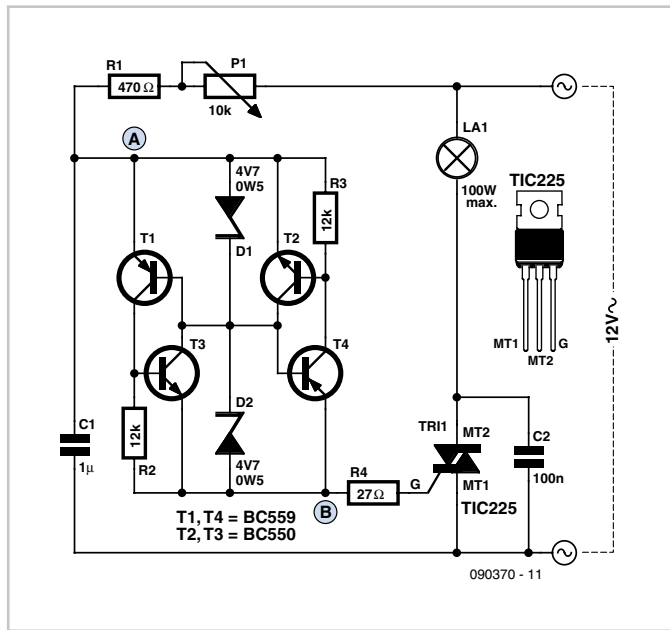 R1
470 Ω
P1
10k
A
LA1
100W
max.
TIC225
MT1
MT2
G
12V~
4V7
0W5
D1
R3
12k
T1
T2
T3
T4
D2
4V7
0W5
C1
1µ
12k
R2
R4
27Ω
G
B
TRI1
MT2
MT1
TIC225
C2
100n
T1, T4 = BC559
T2, T3 = BC550
090370 - 11